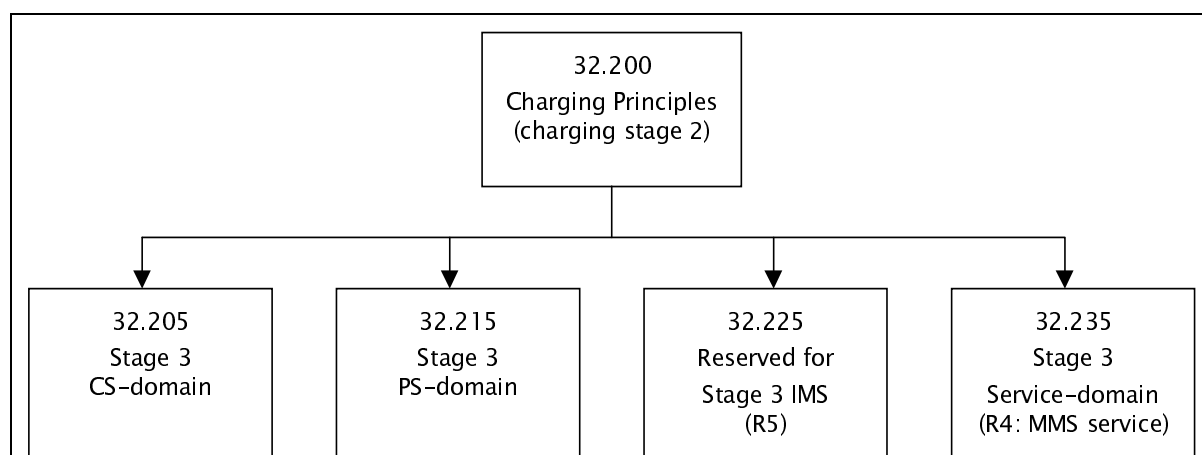 32.200
Charging Principles
(charging stage 2)
32.205
Stage 3
CS-domain
32.215
Stage 3
PS-domain
32.225
Reserved for
Stage 3 IMS
(R5)
32.235
Stage 3
Service-domain
(R4: MMS service)